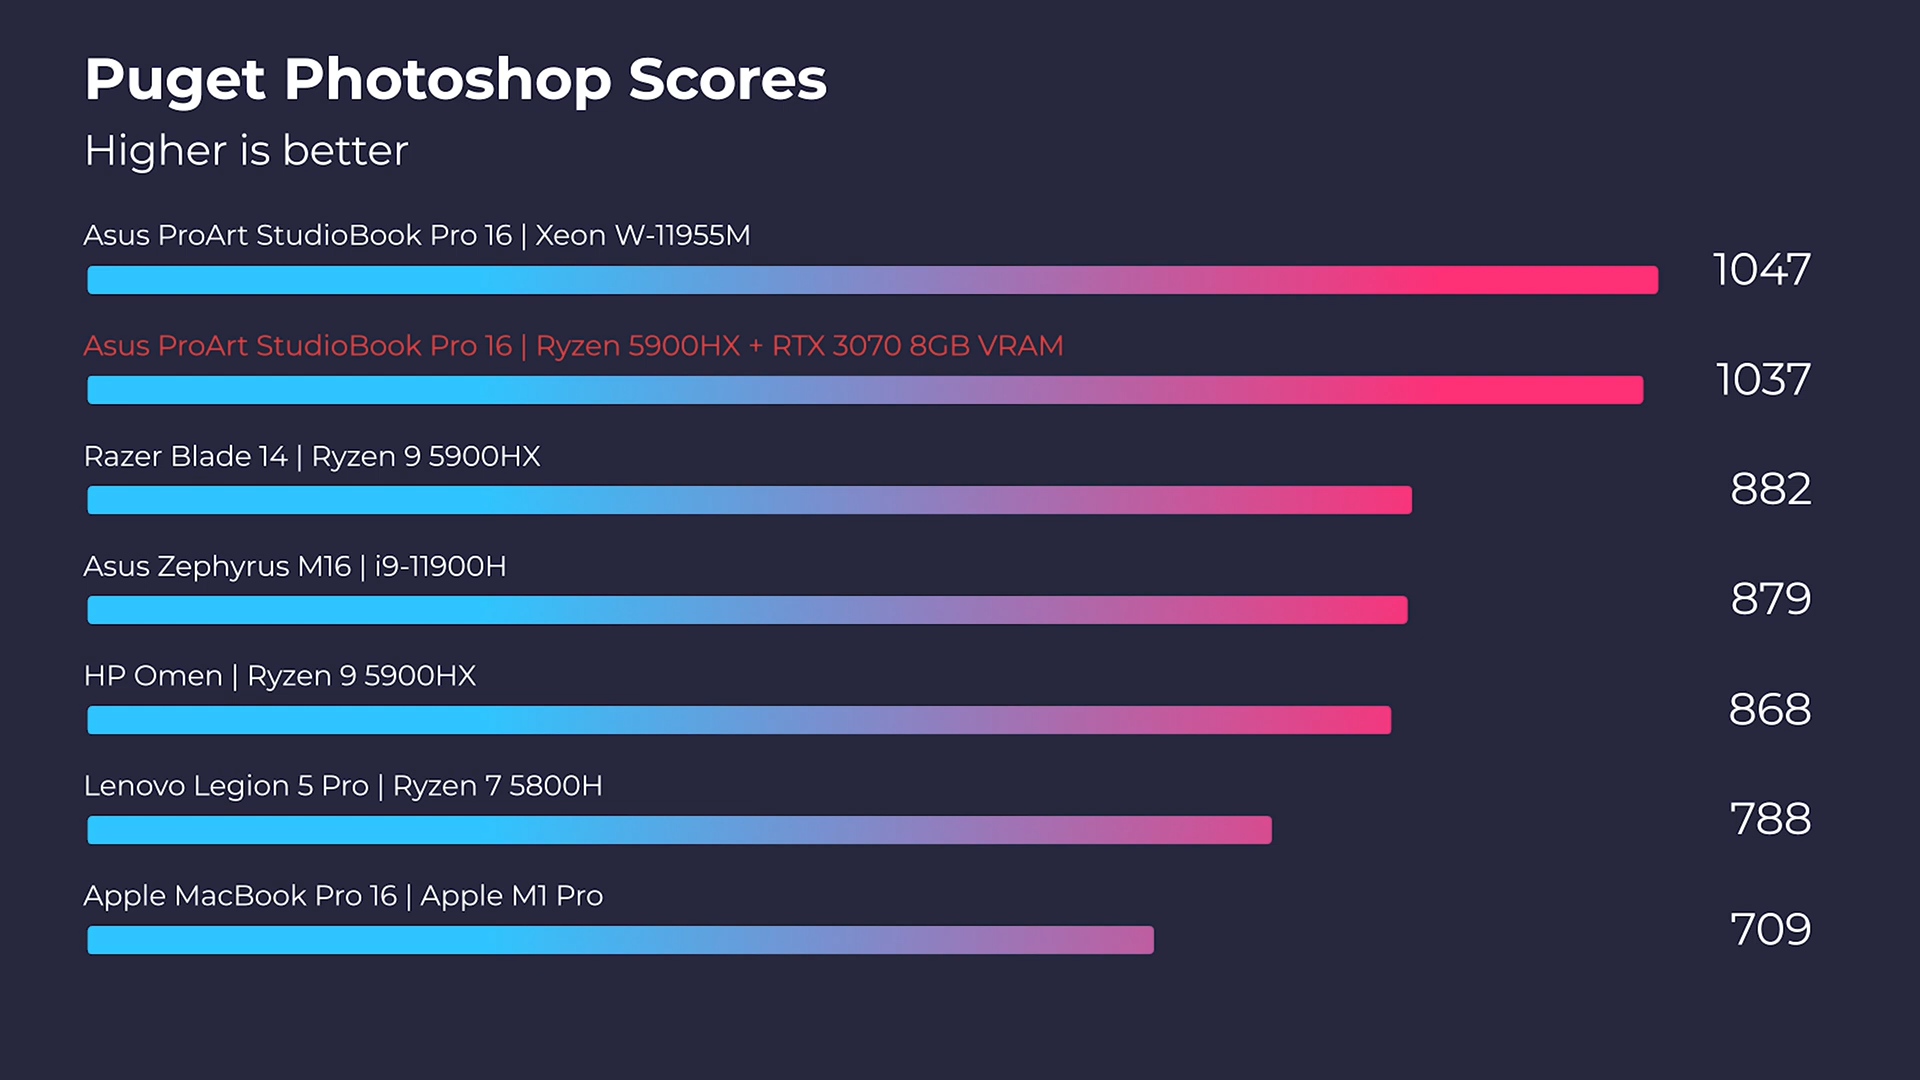 Puget Photoshop Scores
Higher is better
Asus ProArt StudioBook Pro 16 | Xeon W-11955M
1047
Asus ProArt StudioBook Pro 16 | Ryzen 5900HX + RTX 3070 8GB VRAM
1037
Razer Blade 14 | Ryzen 9 5900HX
882
Asus Zephyrus M16 | i9-11900H
879
HP Omen | Ryzen 9 5900HX
868
Lenovo Legion 5 Pro | Ryzen 7 5800H
788
Apple MacBook Pro 16 | Apple M1 Pro
709